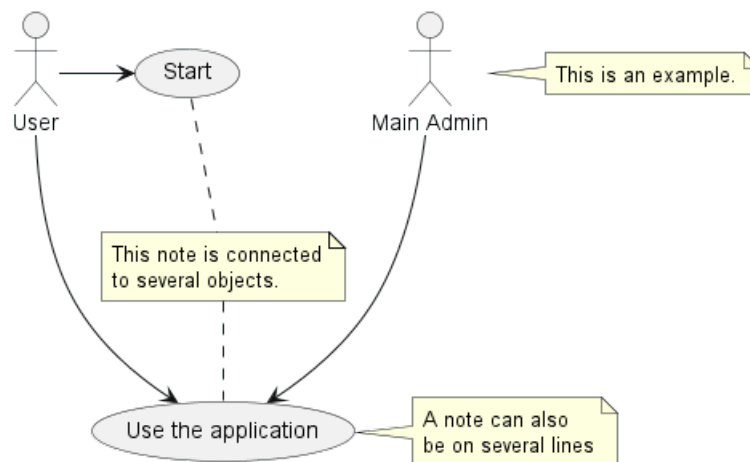 Start
This is an example.
User
Main Admin
This note is connected
to several objects.
Use the application
A note can also
be on several lines